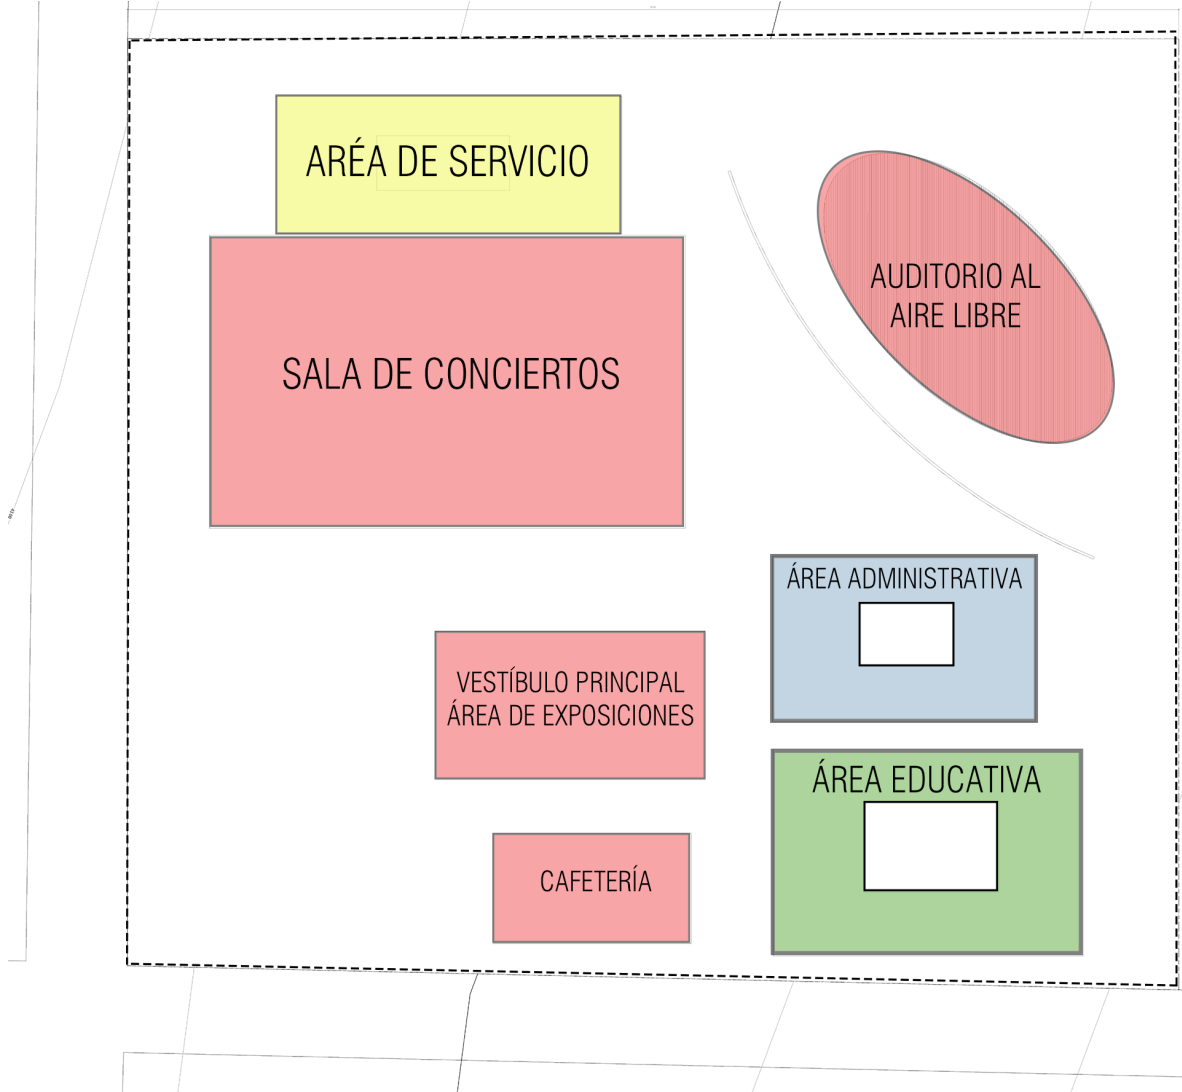 ARÉA DE SERVICIO
SALA DE CONCIERTOS
AUDITORIO AL
AIRE LIBRE
ÁREA ADMINISTRATIVA
VESTÍBULO PRINCIPAL
ÁREA DE EXPOSICIONES
ÁREA EDUCATIVA
CAFETERÍA